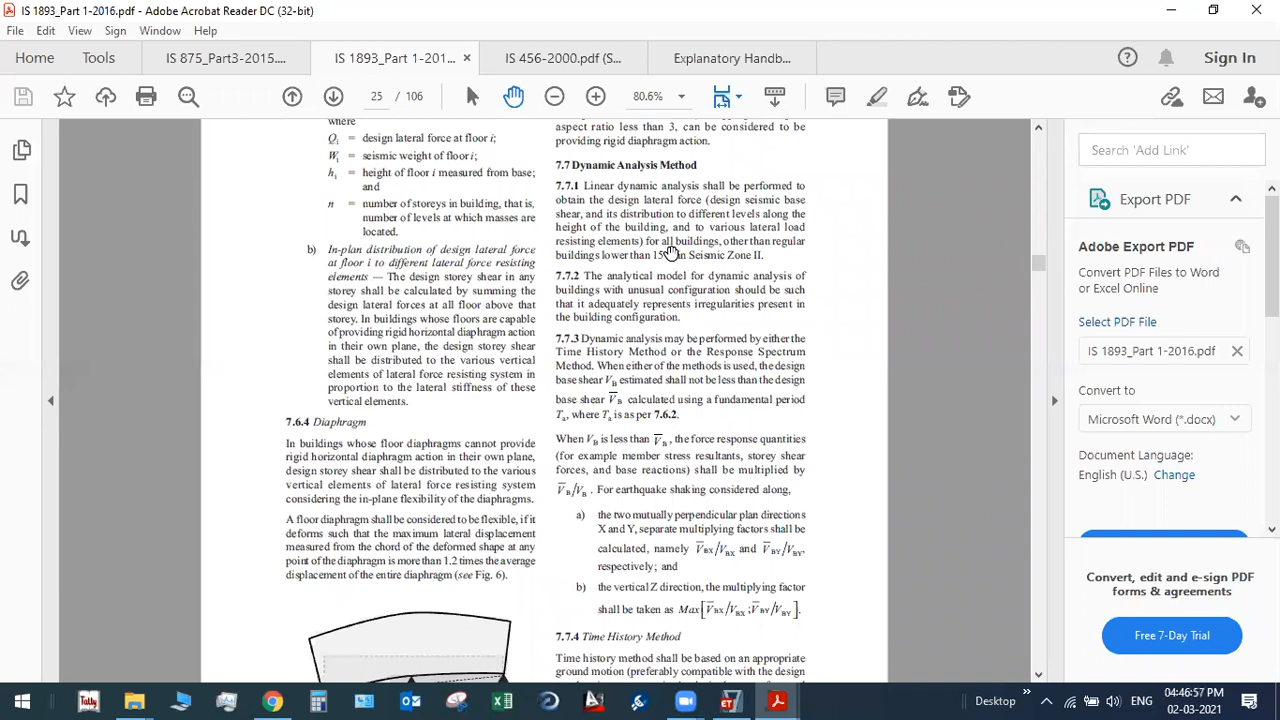 IS 1893_Part 1-2016.pdf - Adobe Acrobat Reader DC (32-bit)
File Edit View Sign Window Help
Home Tools IS 875_Part3-2015.... IS 1893_Part 1-201... IS 456-2000.pdf (S... Explanatory Handb... Sign In
25 / 106 80.6%
where
Qi = design lateral force at floor i;
Wi = seismic weight of floor i;
hi = height of floor i measured from base;
and
n = number of storeys in building, that is,
number of levels at which masses are
located.
b) In-plan distribution of design lateral force
at floor i to different lateral force resisting
elements — The design storey shear in any
storey shall be calculated by summing the
design lateral forces at all floor above that
storey. In buildings whose floors are capable
of providing rigid horizontal diaphragm action
in their own plane, the design storey shear
shall be distributed to the various vertical
elements of lateral force resisting system in
proportion to the lateral stiffness of these
vertical elements.
7.6.4 Diaphragm
In buildings whose floor diaphragms cannot provide
rigid horizontal diaphragm action in their own plane,
design storey shear shall be distributed to the various
vertical elements of lateral force resisting system
considering the in-plane flexibility of the diaphragms.
A floor diaphragm shall be considered to be flexible, if it
deforms such that the maximum lateral displacement
measured from the chord of the deformed shape at any
point of the diaphragm is more than 1.2 times the average
displacement of the entire diaphragm (see Fig. 6).
aspect ratio less than 3, can be considered to be
providing rigid diaphragm action.
7.7 Dynamic Analysis Method
7.7.1 Linear dynamic analysis shall be performed to
obtain the design lateral force (design seismic base
shear, and its distribution to different levels along the
height of the building, and to various lateral load
resisting elements) for all buildings, other than regular
buildings lower than 15 in Seismic Zone II.
7.7.2 The analytical model for dynamic analysis of
buildings with unusual configuration should be such
that it adequately represents irregularities present in
the building configuration.
7.7.3 Dynamic analysis may be performed by either the
Time History Method or the Response Spectrum
Method. When either of the methods is used, the design
base shear VB estimated shall not be less than the design
base shear V̅B calculated using a fundamental period
Ta, where Ta is as per 7.6.2.
When VB is less than V̅B, the force response quantities
(for example member stress resultants, storey shear
forces, and base reactions) shall be multiplied by
V̅B/VB. For earthquake shaking considered along,
a) the two mutually perpendicular plan directions
X and Y, separate multiplying factors shall be
calculated, namely V̅BX/VBX and V̅BY/VBY,
respectively; and
b) the vertical Z direction, the multiplying factor
shall be taken as Max[V̅BX/VBX;V̅BY/VBY].
7.7.4 Time History Method
Time history method shall be based on an appropriate
ground motion (preferably compatible with the design
Search 'Add Link'
Export PDF
Adobe Export PDF
Convert PDF Files to Word
or Excel Online
Select PDF File
IS 1893_Part 1-2016.pdf
Convert to
Microsoft Word (*.docx)
Document Language:
English (U.S.) Change
Convert, edit and e-sign PDF
forms & agreements
Free 7-Day Trial
Tally ET Desktop ENG 04:46:57 PM
02-03-2021